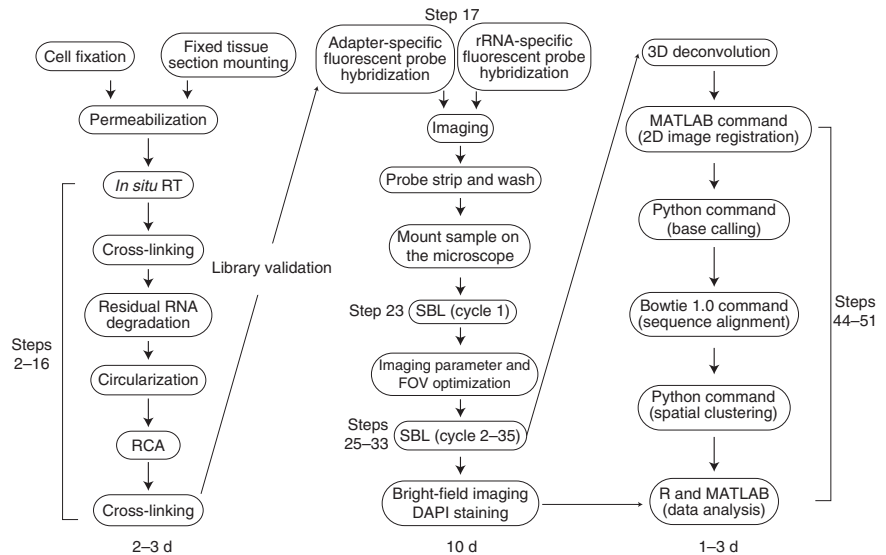 Cell fixation
Fixed tissue
section mounting
Permeabilization
In situ RT
Cross-linking
Residual RNA
degradation
Circularization
RCA
Cross-linking
Steps
2–16
2–3 d
Library validation
Step 17
Adapter-specific
fluorescent probe
hybridization
rRNA-specific
fluorescent probe
hybridization
Imaging
Probe strip and wash
Mount sample on
the microscope
Step 23
SBL (cycle 1)
Imaging parameter and
FOV optimization
Steps
25–33
SBL (cycle 2–35)
Bright-field imaging
DAPI staining
10 d
3D deconvolution
MATLAB command
(2D image registration)
Python command
(base calling)
Bowtie 1.0 command
(sequence alignment)
Python command
(spatial clustering)
R and MATLAB
(data analysis)
Steps
44–51
1–3 d